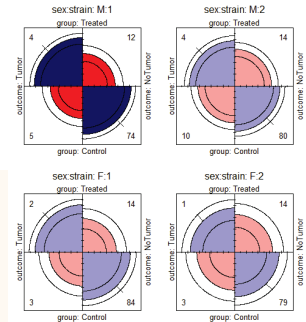 sex:strain: M:1
group: Treated
4 12
outcome: Tumor
outcome: NoTumor
5 74
group: Control
sex:strain: M:2
group: Treated
4 14
outcome: Tumor
outcome: NoTumor
10 80
group: Control
sex:strain: F:1
group: Treated
2 14
outcome: Tumor
outcome: NoTumor
3 84
group: Control
sex:strain: F:2
group: Treated
1 14
outcome: Tumor
outcome: NoTumor
3 79
group: Control